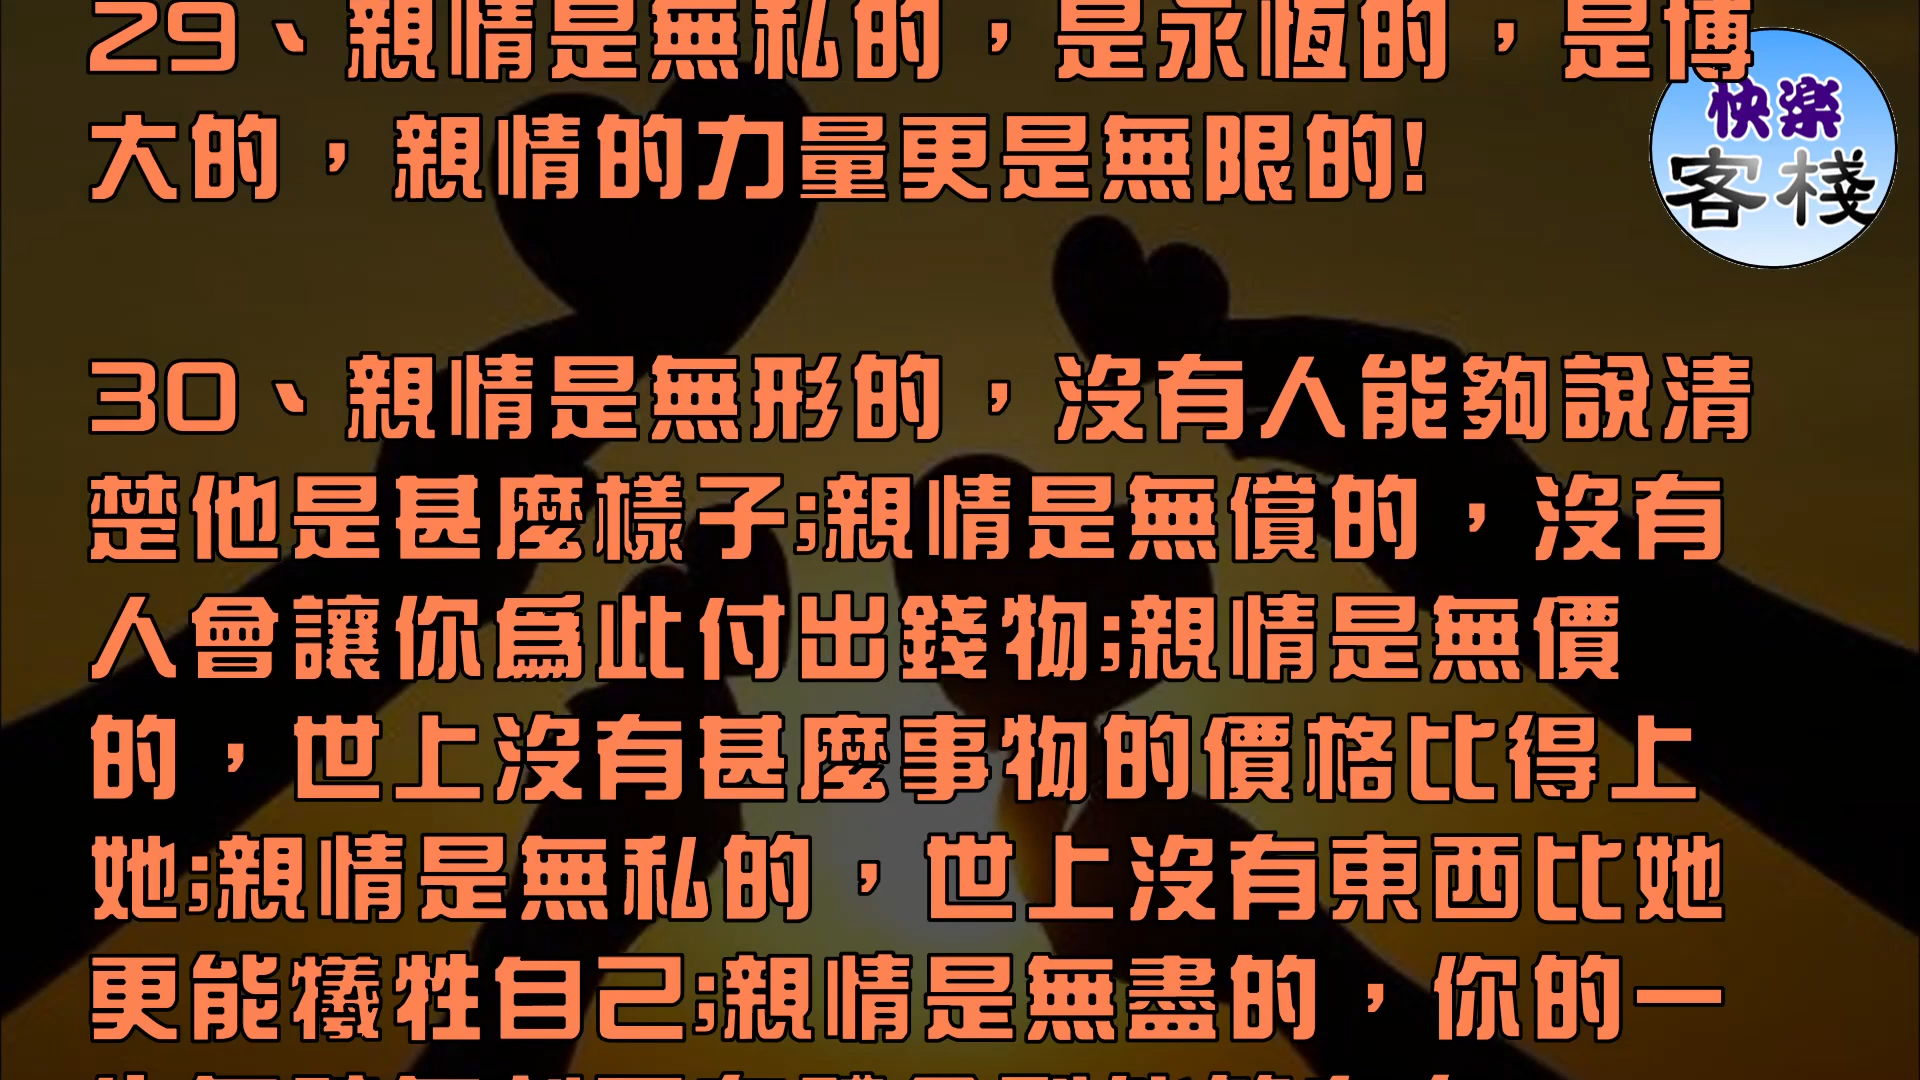 29、親情是無私的，是永恆的，是博
大的，親情的力量更是無限的!
快樂
客棧
30、親情是無形的，沒有人能夠說清
楚他是甚麼樣子;親情是無償的，沒有
人會讓你爲此付出錢物;親情是無價
的，世上沒有甚麼事物的價格比得上
她;親情是無私的，世上沒有東西比她
更能犧牲自己;親情是無盡的，你的一